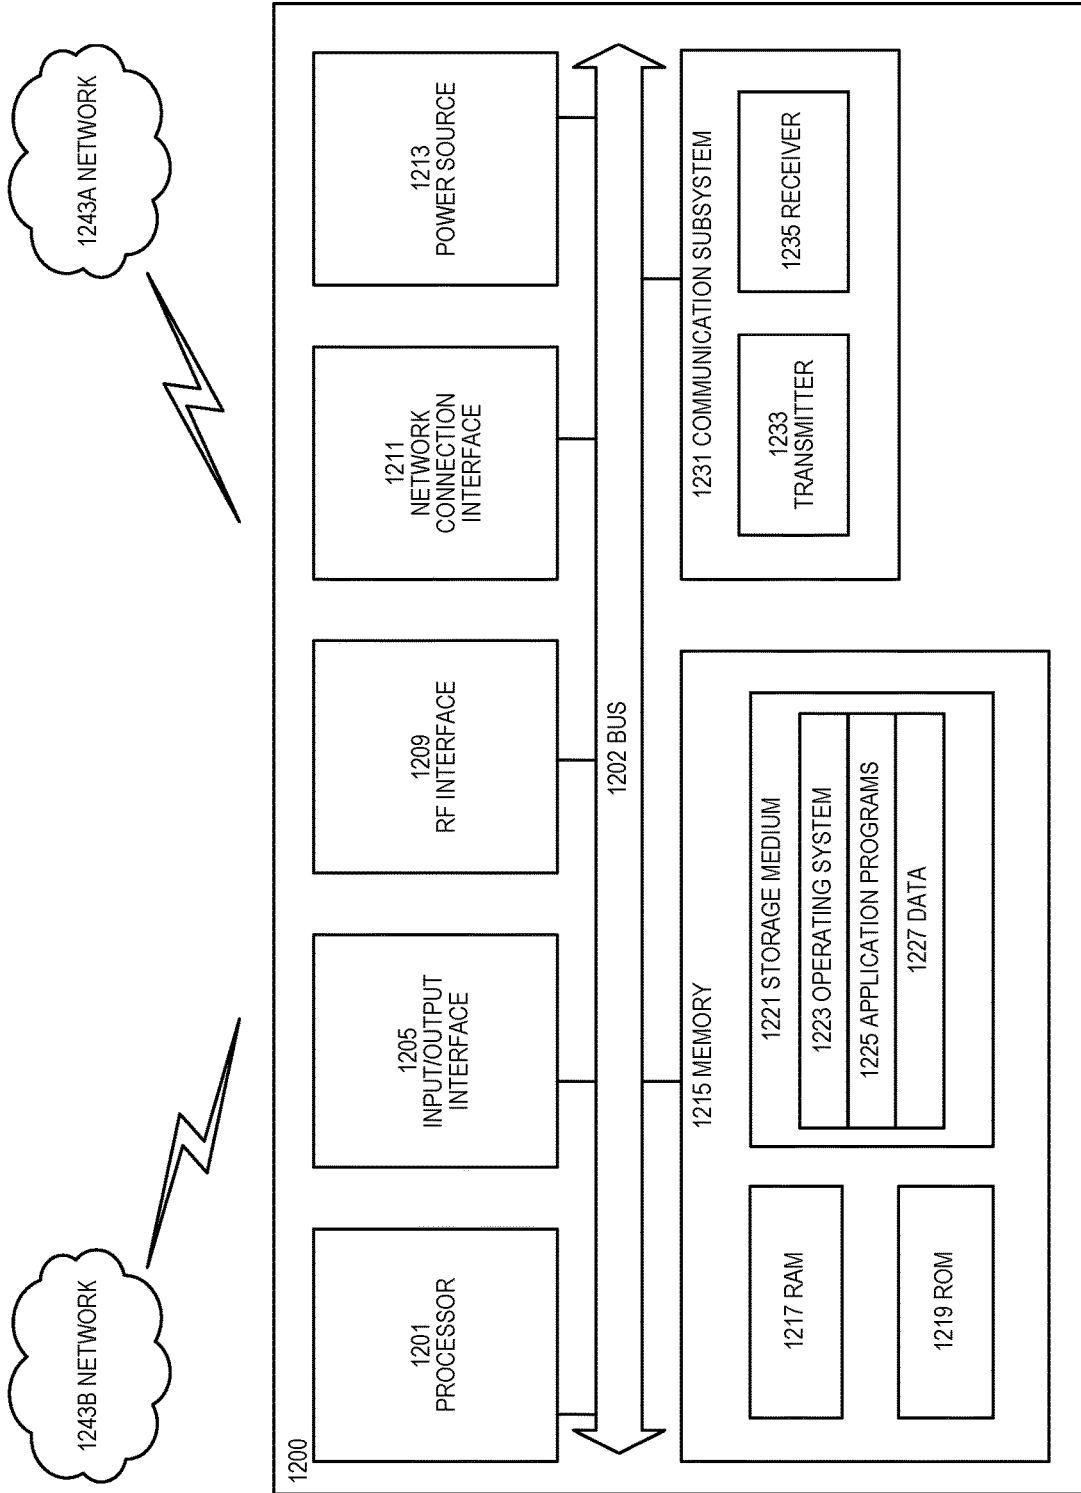 1243B NETWORK
1243A NETWORK
1200
1201
PROCESSOR
1205
INPUT/OUTPUT
INTERFACE
1209
RF INTERFACE
1211
NETWORK
CONNECTION
INTERFACE
1213
POWER SOURCE
1202 BUS
1215 MEMORY
1217 RAM
1219 ROM
1221 STORAGE MEDIUM
1223 OPERATING SYSTEM
1225 APPLICATION PROGRAMS
1227 DATA
1231 COMMUNICATION SUBSYSTEM
1233
TRANSMITTER
1235 RECEIVER